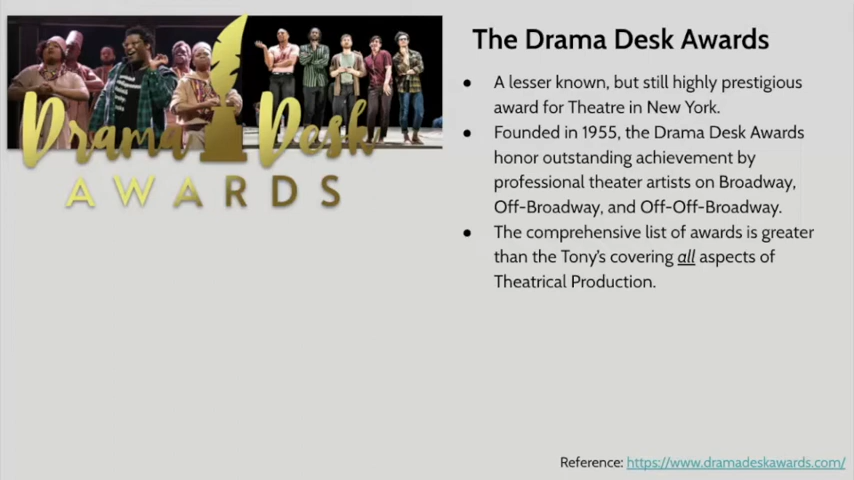 Drama Desk
AWARDS
The Drama Desk Awards
● A lesser known, but still highly prestigious
award for Theatre in New York.
● Founded in 1955, the Drama Desk Awards
honor outstanding achievement by
professional theater artists on Broadway,
Off-Broadway, and Off-Off-Broadway.
● The comprehensive list of awards is greater
than the Tony's covering all aspects of
Theatrical Production.
Reference: https://www.dramadeskawards.com/